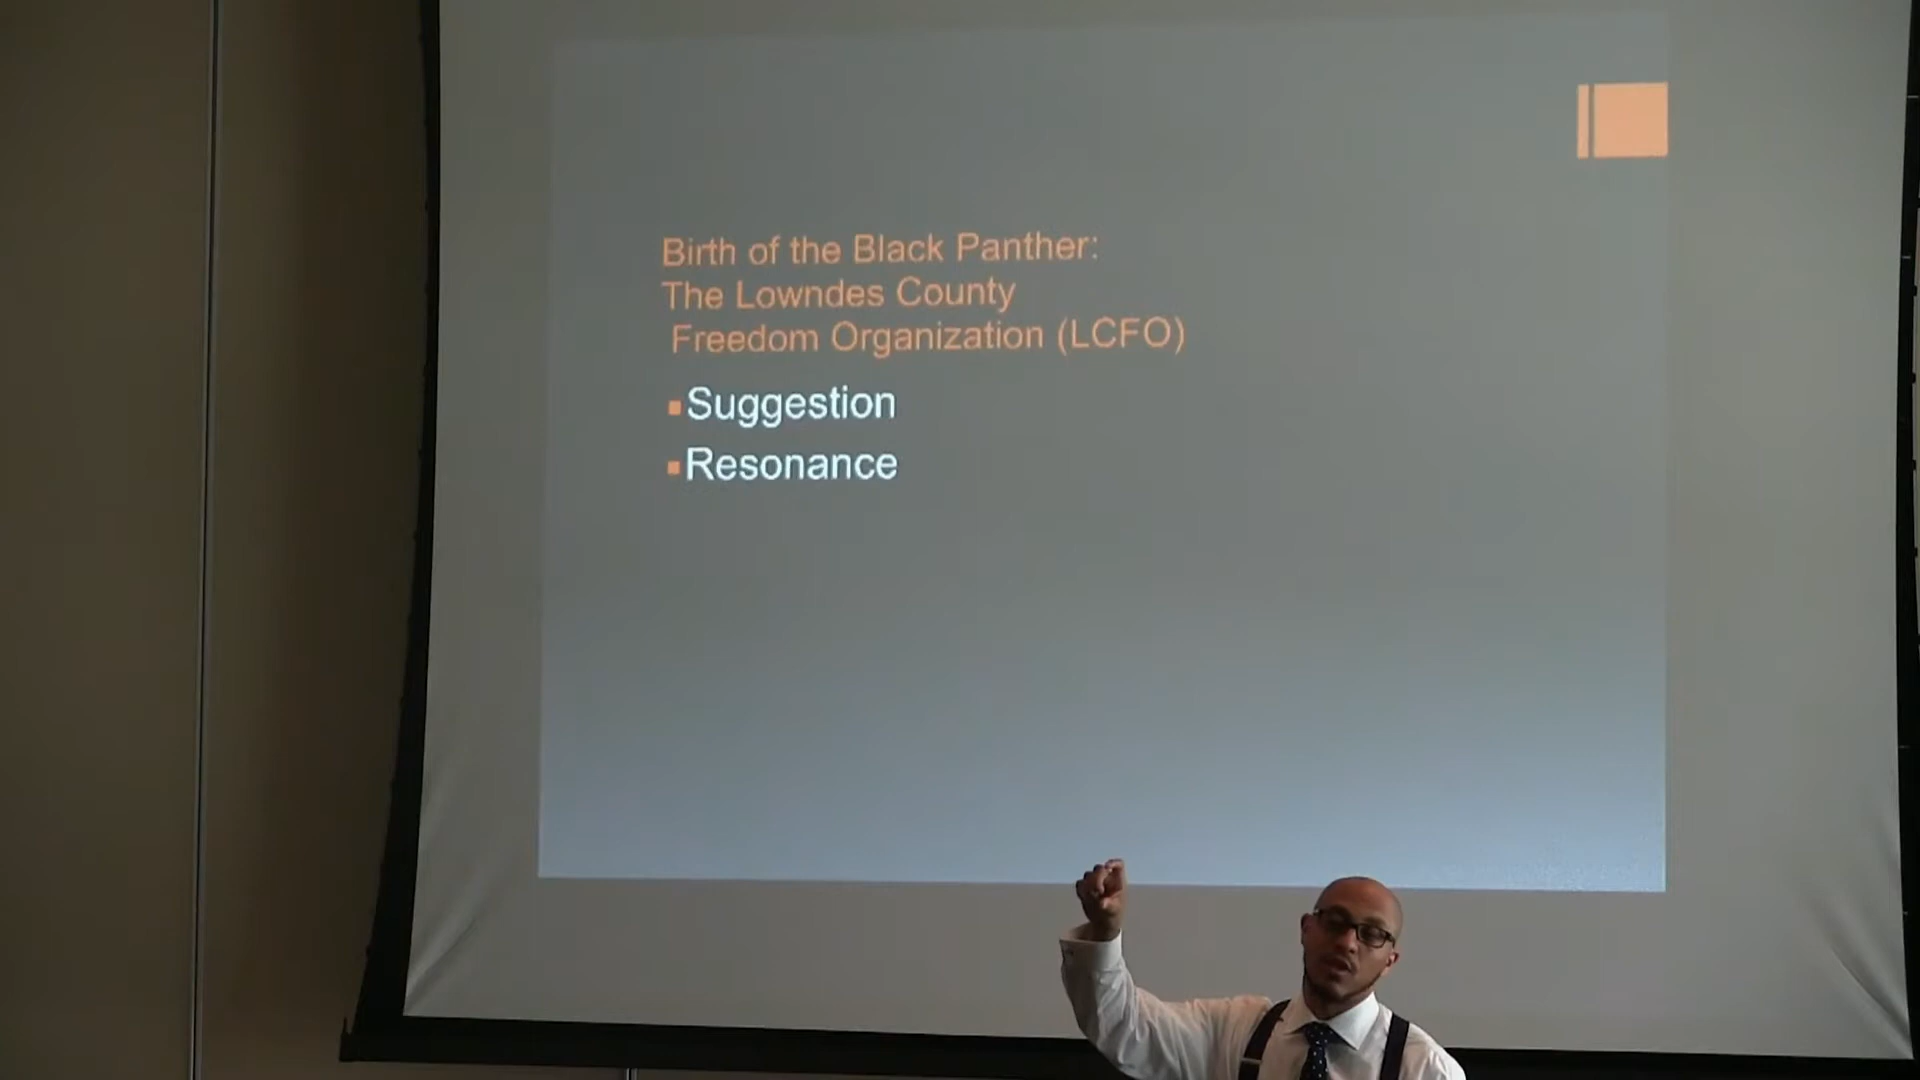 Birth of the Black Panther:
The Lowndes County
Freedom Organization (LCFO)
Suggestion
Resonance